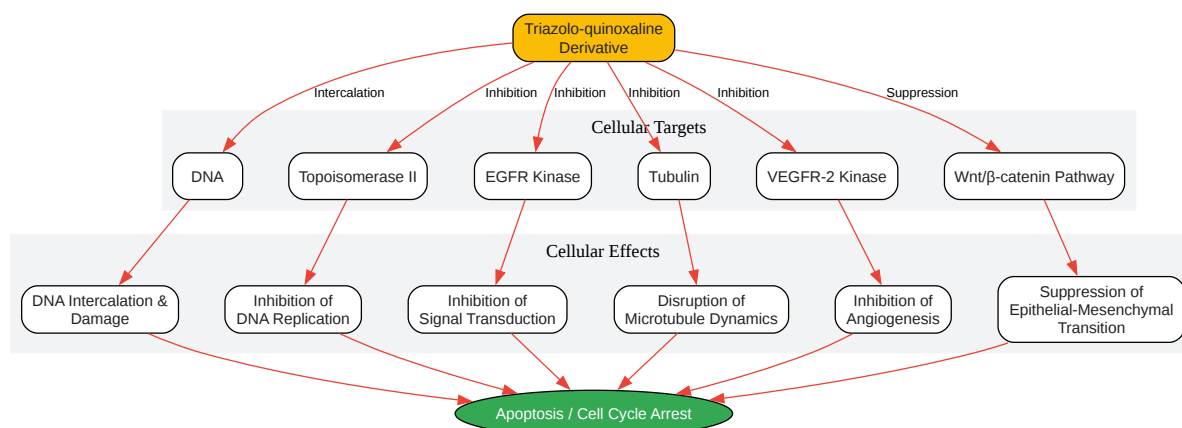 Triazolo-quinoxaline
Derivative
Intercalation
Inhibition
Inhibition
Inhibition
Inhibition
Suppression
Cellular Targets
DNA
Topoisomerase II
EGFR Kinase
Tubulin
VEGFR-2 Kinase
Wnt/β-catenin Pathway
Cellular Effects
DNA Intercalation &
Damage
Inhibition of
DNA Replication
Inhibition of
Signal Transduction
Disruption of
Microtubule Dynamics
Inhibition of
Angiogenesis
Suppression of
Epithelial-Mesenchymal
Transition
Apoptosis / Cell Cycle Arrest